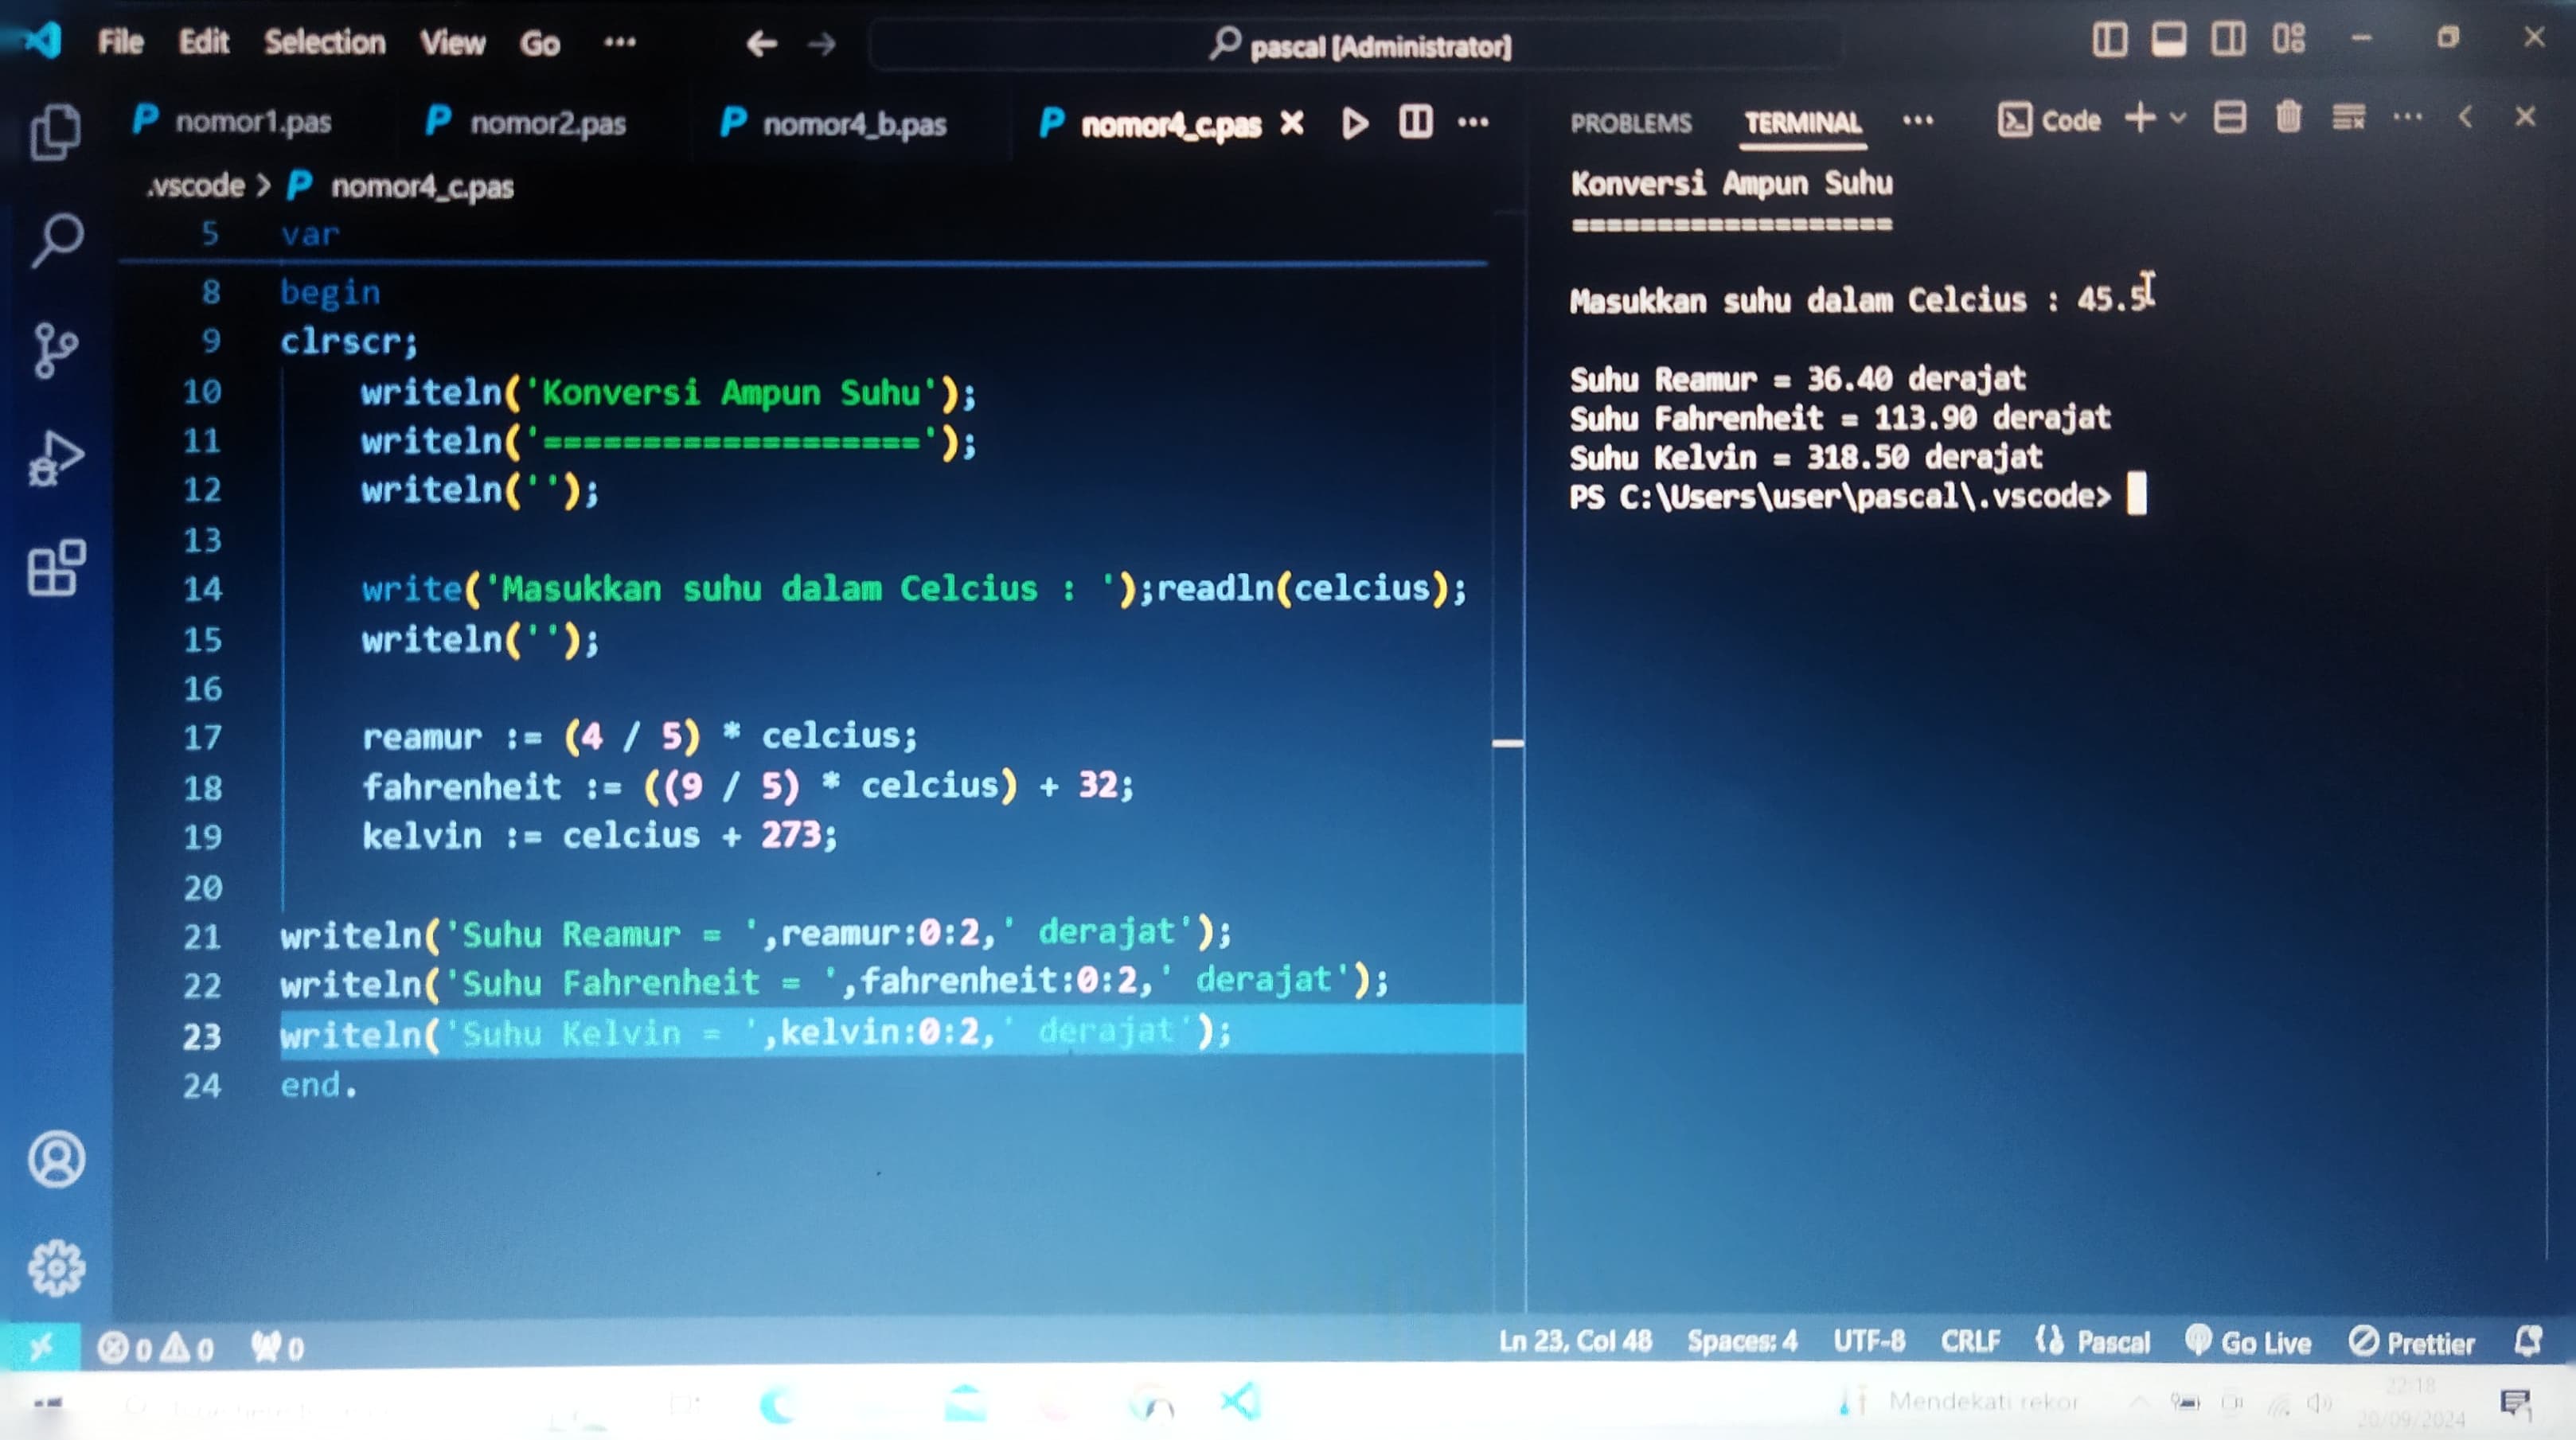 File Edit Selection View Go ... pascal [Administrator]
nomor1.pas nomor2.pas nomor4_b.pas nomor4_c.pas
.vscode > nomor4_c.pas
5 var
8 begin
9 clrscr;
10 writeln('Konversi Ampun Suhu');
11 writeln('===================');
12 writeln('');
13
14 write('Masukkan suhu dalam Celcius : ');readln(celcius);
15 writeln('');
16
17 reamur := (4 / 5) * celcius;
18 fahrenheit := ((9 / 5) * celcius) + 32;
19 kelvin := celcius + 273;
20
21 writeln('Suhu Reamur = ',reamur:0:2,' derajat');
22 writeln('Suhu Fahrenheit = ',fahrenheit:0:2,' derajat');
23 writeln('Suhu Kelvin = ',kelvin:0:2,' derajat');
24 end.
PROBLEMS TERMINAL ... Code
Konversi Ampun Suhu
===================
Masukkan suhu dalam Celcius : 45.5
Suhu Reamur = 36.40 derajat
Suhu Fahrenheit = 113.90 derajat
Suhu Kelvin = 318.50 derajat
PS C:\Users\user\pascal\.vscode>
0 0 0 Ln 23, Col 48 Spaces: 4 UTF-8 CRLF Pascal Go Live Prettier
Mendekati rekor 22:18
20/09/2024